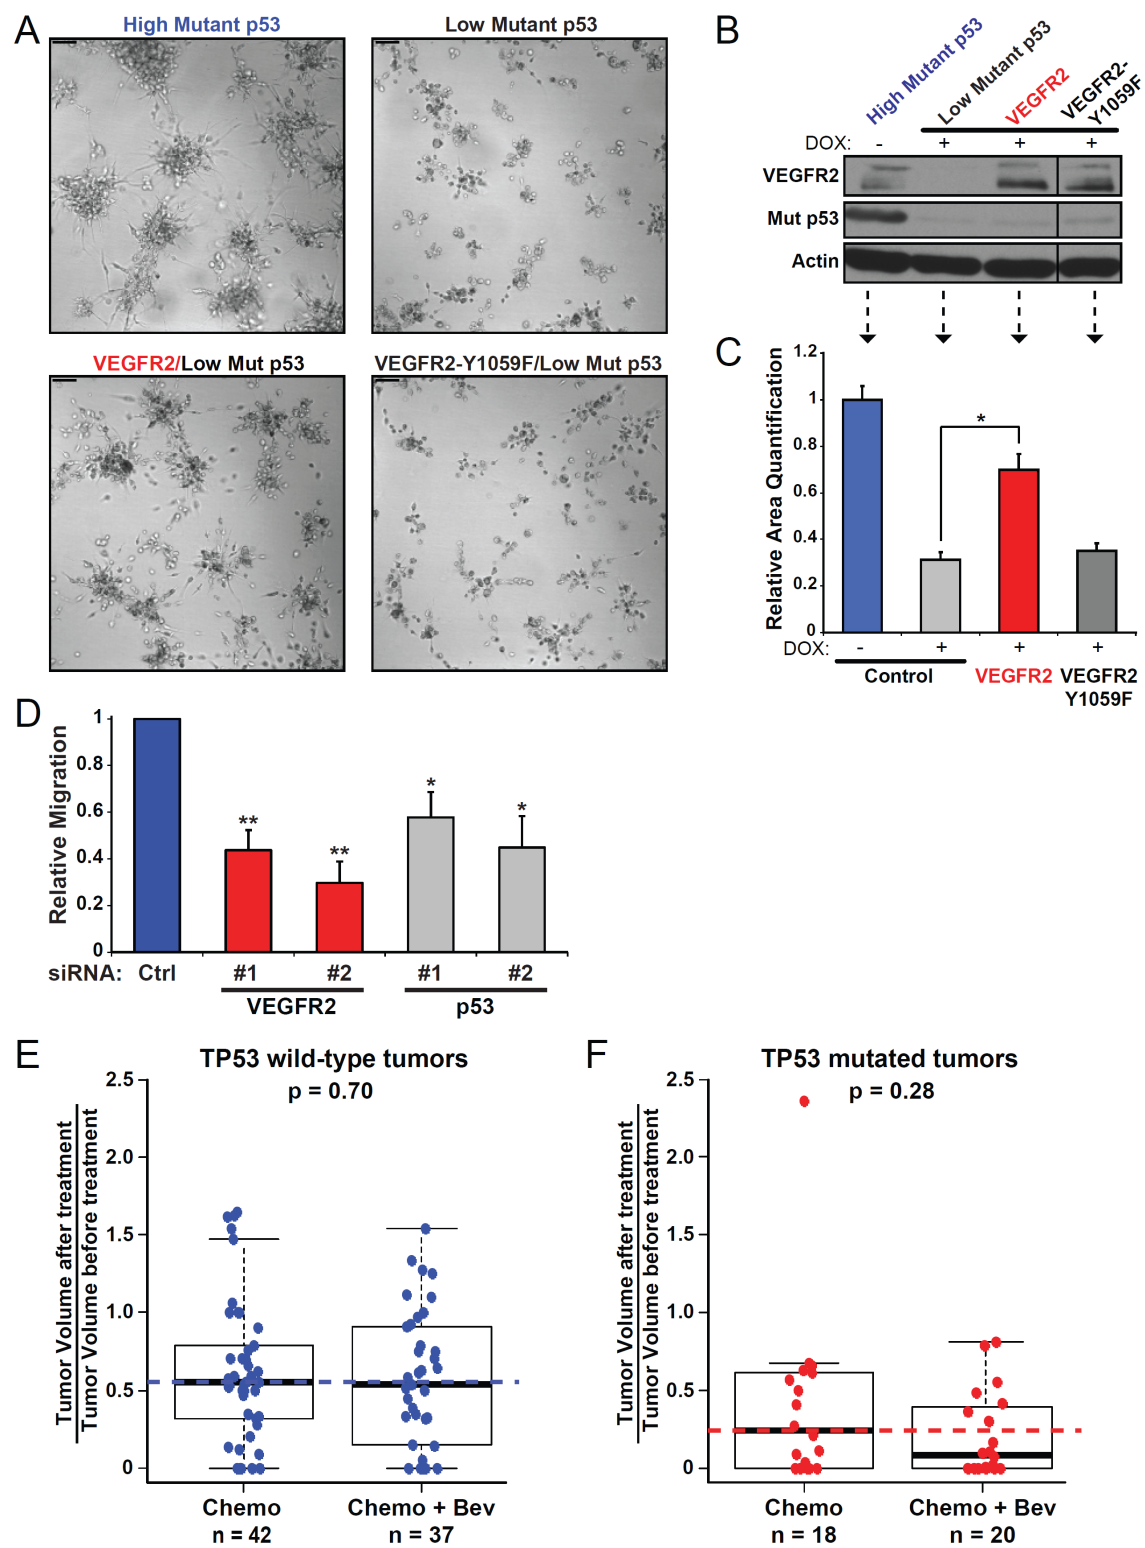 A
High Mutant p53
Low Mutant p53
VEGFR2/Low Mut p53
VEGFR2-Y1059F/Low Mut p53
B
High Mutant p53
Low Mutant p53
VEGFR2
VEGFR2-
Y1059F
DOX: - + + +
VEGFR2
Mut p53
Actin
C
Relative Area Quantification
1.2
1
0.8
0.6
0.4
0.2
0
*
DOX: - + + +
Control
VEGFR2
VEGFR2
Y1059F
D
Relative Migration
1
0.8
0.6
0.4
0.2
0
** ** * *
siRNA: Ctrl #1 #2 #1 #2
VEGFR2 p53
E
TP53 wild-type tumors
p = 0.70
Tumor Volume after treatment
Tumor Volume before treatment
2.5
2.0
1.5
1.0
0.5
0
Chemo Chemo + Bev
n = 42 n = 37
F
TP53 mutated tumors
p = 0.28
Tumor Volume after treatment
Tumor Volume before treatment
2.5
2.0
1.5
1.0
0.5
0
Chemo Chemo + Bev
n = 18 n = 20